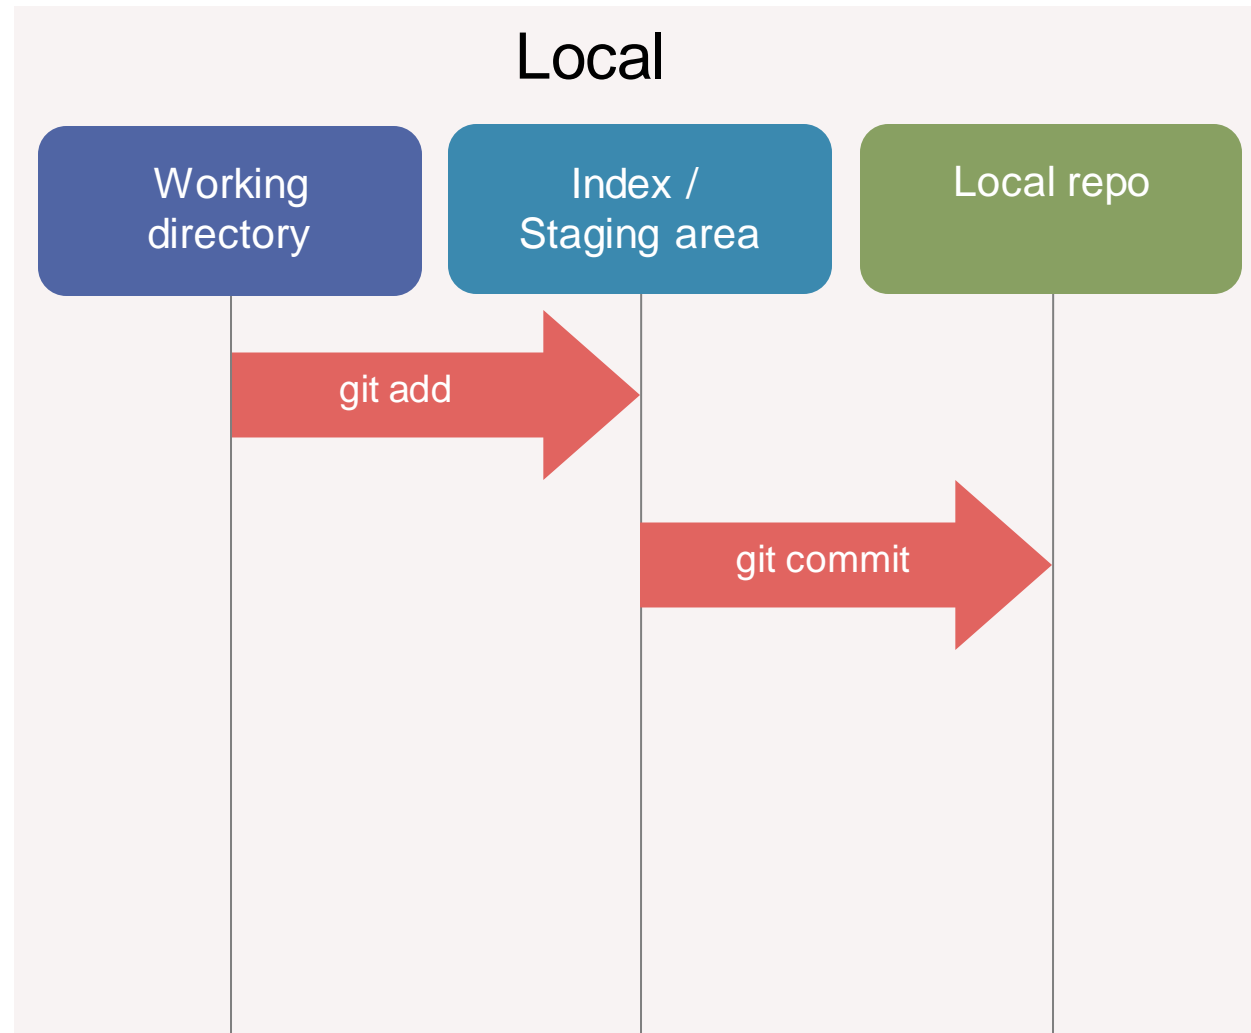 Local
Working
directory
Index /
Staging area
Local repo
git add
git commit